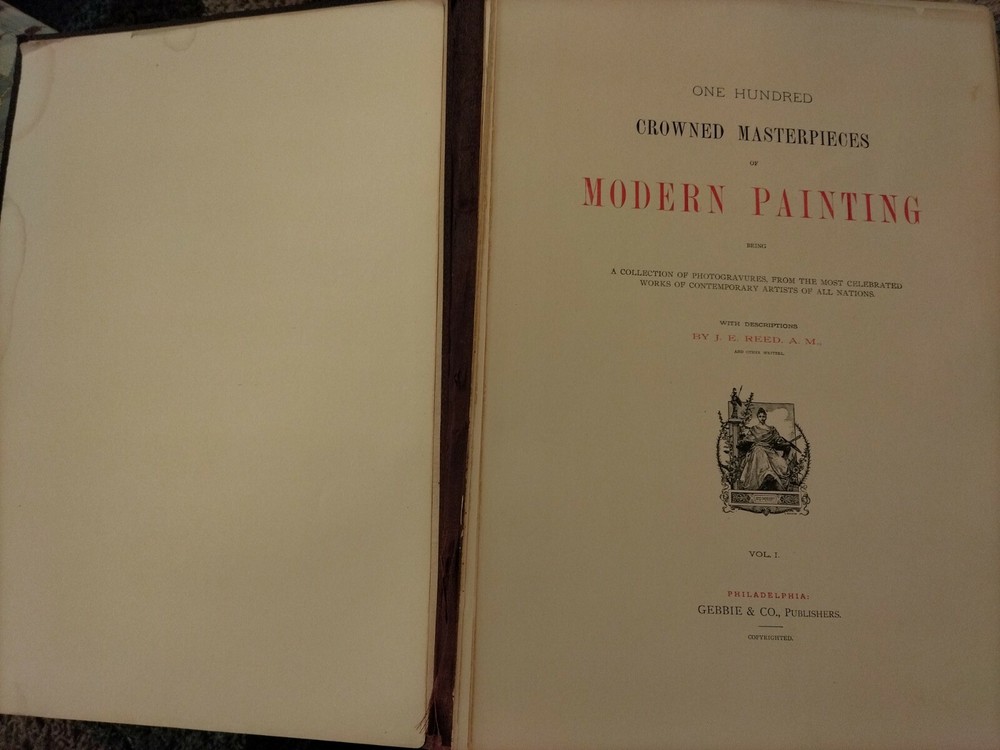 ONE HUNDRED
CROWNED MASTERPIECES
OF
MODERN PAINTING
BEING
A COLLECTION OF PHOTOGRAVURES, FROM THE MOST CELEBRATED
WORKS OF CONTEMPORARY ARTISTS OF ALL NATIONS.
WITH DESCRIPTIONS
BY J. E. REED, A. M.,
AND OTHER WRITERS.
VOL. I.
PHILADELPHIA:
GEBBIE & CO., PUBLISHERS.
COPYRIGHTED.